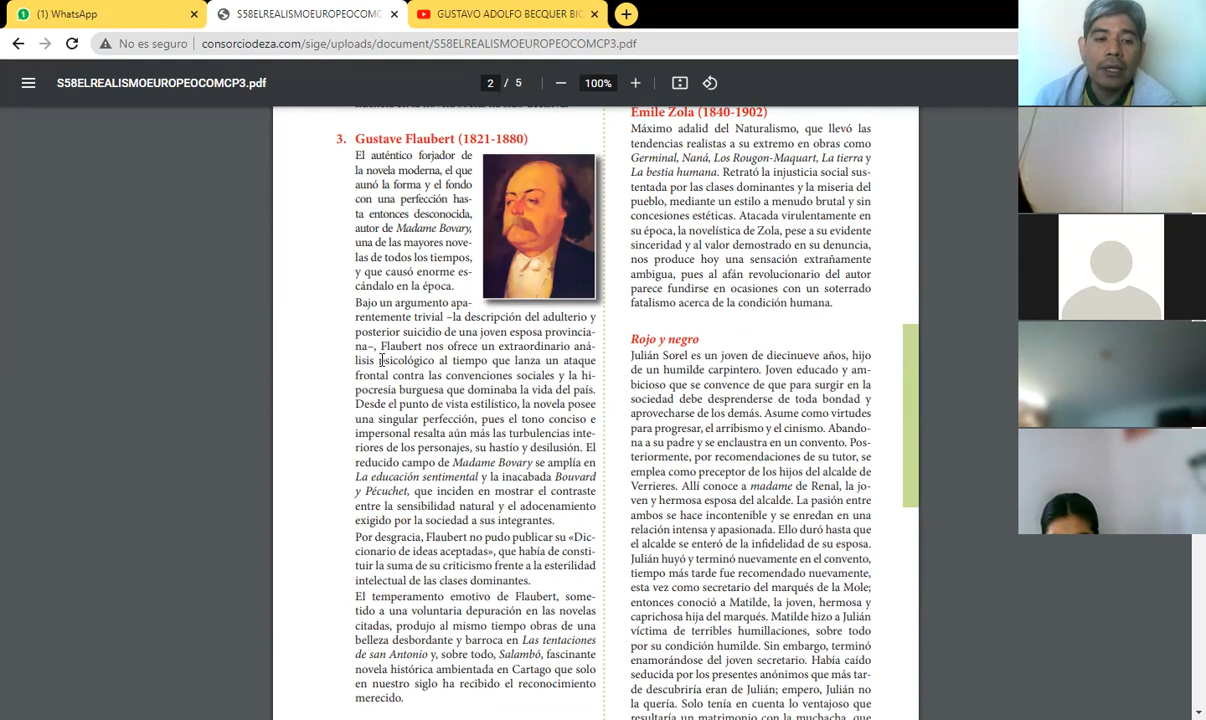 (1) WhatsApp
S58ELREALISMOEUROPEOCOMC
GUSTAVO ADOLFO BECQUER BIO
No es seguro
consorciodeza.com/sige/uploads/document/S58ELREALISMOEUROPEOCOMCP3.pdf
S58ELREALISMOEUROPEOCOMCP3.pdf
2 / 5
100%
3. Gustave Flaubert (1821-1880)
El auténtico forjador de
la novela moderna, el que
aunó la forma y el fondo
con una perfección has-
ta entonces desconocida,
autor de Madame Bovary,
una de las mayores nove-
las de todos los tiempos,
y que causó enorme es-
cándalo en la época.
Bajo un argumento apa-
rentemente trivial –la descripción del adulterio y
posterior suicidio de una joven esposa provincia-
na–, Flaubert nos ofrece un extraordinario aná-
lisis psicológico al tiempo que lanza un ataque
frontal contra las convenciones sociales y la hi-
pocresía burguesa que dominaba la vida del país.
Desde el punto de vista estilístico, la novela posee
una singular perfección, pues el tono conciso e
impersonal resalta aún más las turbulencias inte-
riores de los personajes, su hastío y desilusión. El
reducido campo de Madame Bovary se amplía en
La educación sentimental y la inacabada Bouvard
y Pécuchet, que inciden en mostrar el contraste
entre la sensibilidad natural y el adocenamiento
exigido por la sociedad a sus integrantes.
Por desgracia, Flaubert no pudo publicar su «Dic-
cionario de ideas aceptadas», que había de consti-
tuir la suma de su criticismo frente a la esterilidad
intelectual de las clases dominantes.
El temperamento emotivo de Flaubert, some-
tido a una voluntaria depuración en las novelas
citadas, produjo al mismo tiempo obras de una
belleza desbordante y barroca en Las tentaciones
de san Antonio y, sobre todo, Salambó, fascinante
novela histórica ambientada en Cartago que solo
en nuestro siglo ha recibido el reconocimiento
merecido.
Émile Zola (1840-1902)
Máximo adalid del Naturalismo, que llevó las
tendencias realistas a su extremo en obras como
Germinal, Naná, Los Rougon-Maquart, La tierra y
La bestia humana. Retrató la injusticia social sus-
tentada por las clases dominantes y la miseria del
pueblo, mediante un estilo a menudo brutal y sin
concesiones estéticas. Atacada virulentamente en
su época, la novelística de Zola, pese a su evidente
sinceridad y al valor demostrado en su denuncia,
nos produce hoy una sensación extrañamente
ambigua, pues al afán revolucionario del autor
parece fundirse en ocasiones con un soterrado
fatalismo acerca de la condición humana.
Rojo y negro
Julián Sorel es un joven de diecinueve años, hijo
de un humilde carpintero. Joven educado y am-
bicioso que se convence de que para surgir en la
sociedad debe desprenderse de toda bondad y
aprovecharse de los demás. Asume como virtudes
para progresar, el arribismo y el cinismo. Abando-
na a su padre y se enclaustra en un convento. Pos-
teriormente, por recomendaciones de su tutor, se
emplea como preceptor de los hijos del alcalde de
Verrieres. Allí conoce a madame de Renal, la jo-
ven y hermosa esposa del alcalde. La pasión entre
ambos se hace incontenible y se enredan en una
relación intensa y apasionada. Ello duró hasta que
el alcalde se enteró de la infidelidad de su esposa.
Julián huyó y terminó nuevamente en el convento,
tiempo más tarde fue recomendado nuevamente,
esta vez como secretario del marqués de la Mole;
entonces conoció a Matilde, la joven, hermosa y
caprichosa hija del marqués. Matilde hizo a Julián
víctima de terribles humillaciones, sobre todo
por su condición humilde. Sin embargo, terminó
enamorándose del joven secretario. Había caído
seducida por los presentes anónimos que más tar-
de descubriría eran de Julián; empero, Julián no
la quería. Solo tenía en cuenta lo ventajoso que
resultaría un matrimonio con la muchacha, que